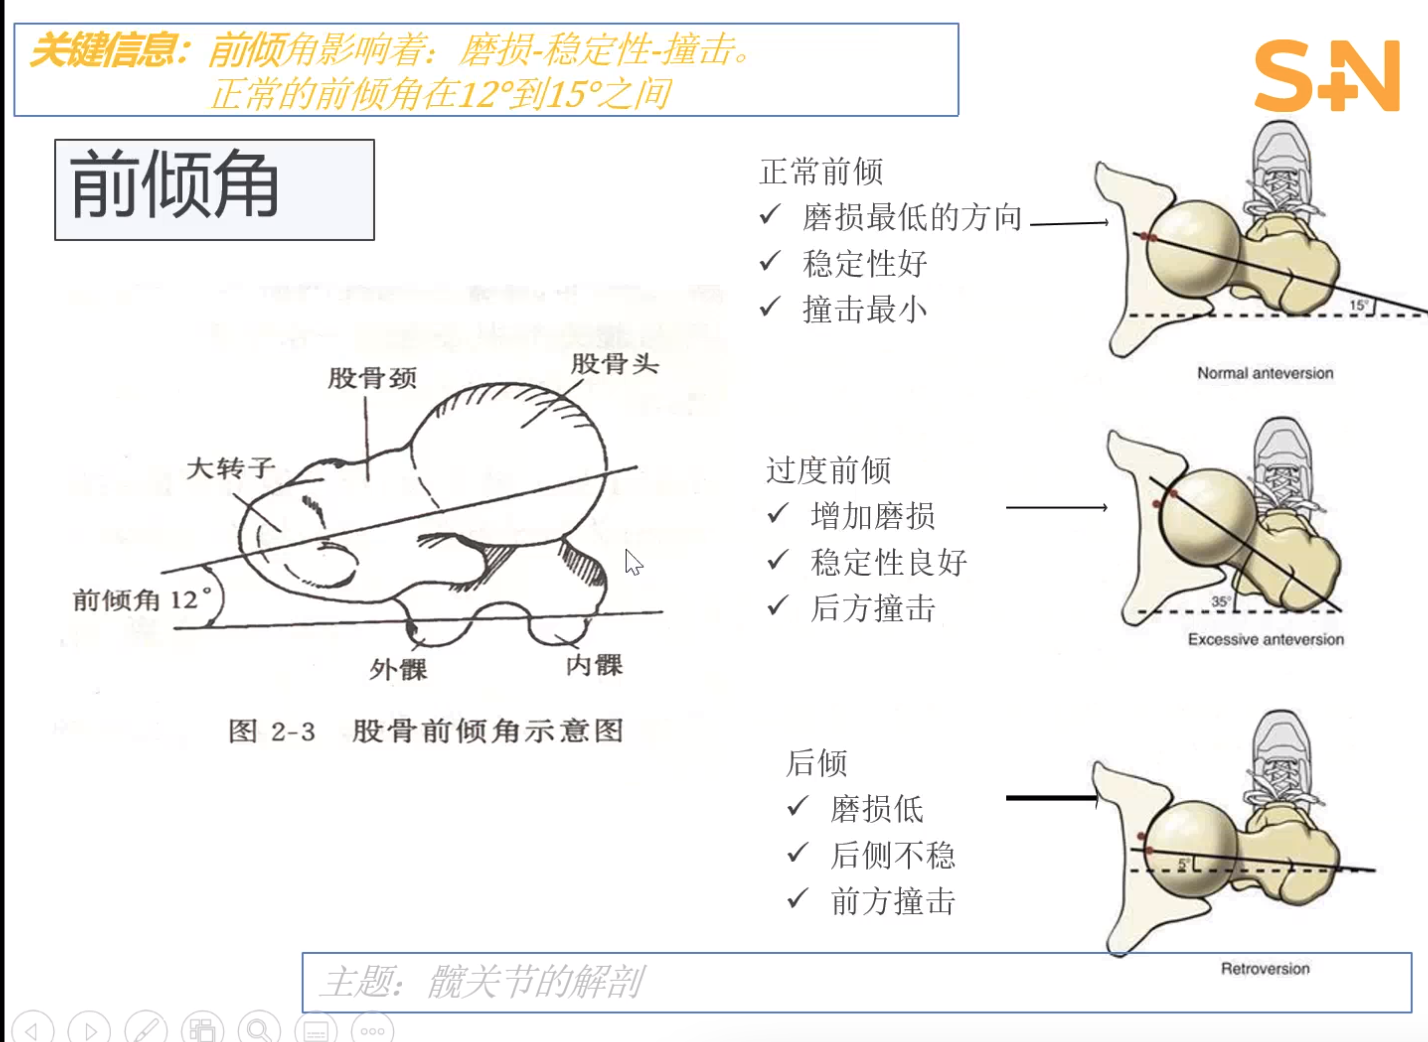 关键信息：前倾角影响着：磨损-稳定性-撞击。
正常的前倾角在12°到15°之间
S+N
前倾角
正常前倾
✓ 磨损最低的方向
✓ 稳定性好
✓ 撞击最小
15°
Normal anteversion
股骨颈
股骨头
大转子
前倾角 12°
外髁
内髁
图 2-3 股骨前倾角示意图
过度前倾
✓ 增加磨损
✓ 稳定性良好
✓ 后方撞击
35°
Excessive anteversion
后倾
✓ 磨损低
✓ 后侧不稳
✓ 前方撞击
5°
Retroversion
主题：髋关节的解剖